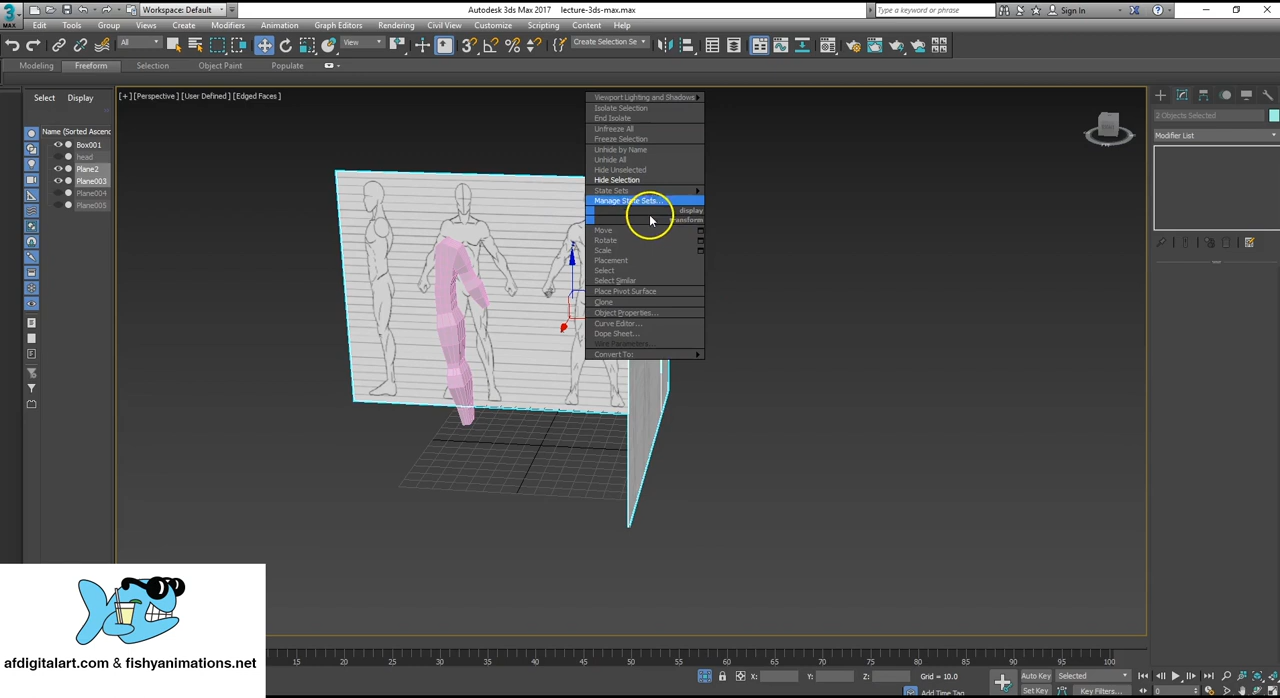 MAX
Workspace: Default
Autodesk 3ds Max 2017 lecture-3ds-max.max
Type a keyword or phrase
Sign In
Edit Tools Group Views Create Modifiers Animation Graph Editors Rendering Civil View Customize Scripting Content Help
All
View
3
Create Selection Se
Modeling Freeform Selection Object Paint Populate
Select Display
[+] [Perspective] [User Defined] [Edged Faces]
Name (Sorted Ascen
Box001
head
Plane2
Plane003
Plane004
Plane005
Viewport Lighting and Shadows
Isolate Selection
End Isolate
Unfreeze All
Freeze Selection
Unhide by Name
Unhide All
Hide Unselected
Hide Selection
State Sets
Manage State Sets...
display
transform
Move
Rotate
Scale
Placement
Select
Select Similar
Place Pivot Surface
Clone
Object Properties...
Curve Editor...
Dope Sheet...
Wire Parameters...
Convert To:
2 Objects Selected
Modifier List
afdigitalart.com & fishyanimations.net
15 20 25 30 35 40 45 50 55 60 65 70 75 80 85 90 95 100
X: Y: Z: Grid = 10.0
Add Time Tag
Auto Key Selected
Set Key Key Filters...